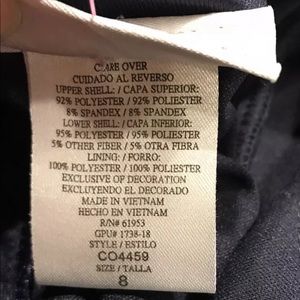 CARE OVER
CUIDADO AL REVERSO
UPPER SHELL: / CAPA SUPERIOR:
92% POLYESTER / 92% POLIESTER
8% SPANDEX / 8% SPANDEX
LOWER SHELL: / CAPA INFERIOR:
95% POLYESTER / 95% POLIESTER
5% OTHER FIBER / 5% OTRA FIBRA
LINING: / FORRO:
100% POLYESTER / 100% POLIESTER
EXCLUSIVE OF DECORATION
EXCLUYENDO EL DECORADO
MADE IN VIETNAM
HECHO EN VIETNAM
R/N# 61953
GPU# 1738-18
STYLE / ESTILO
CO4459
SIZE / TALLA
8